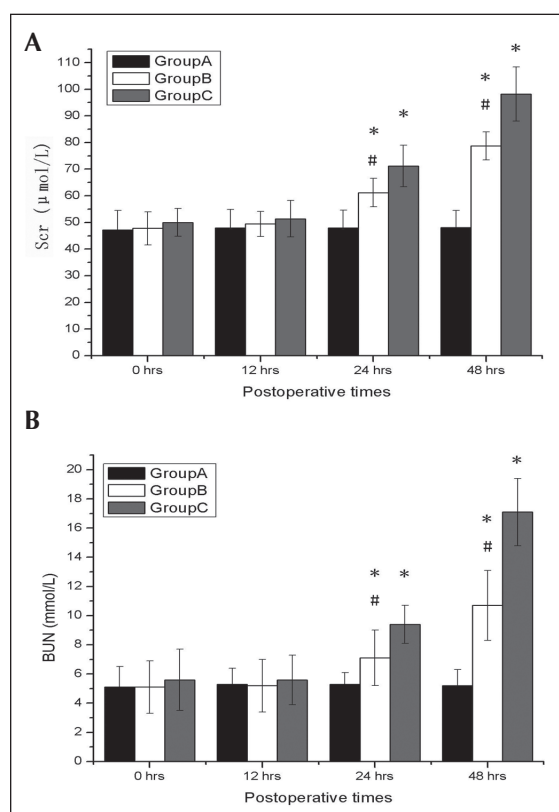 A
GroupA
GroupB
GroupC
Scr (μmol/L)
110
100
90
80
70
60
50
40
30
20
10
0
* * * *
# #
0 hrs 12 hrs 24 hrs 48 hrs
Postoperative times
B
GroupA
GroupB
GroupC
BUN (mmol/L)
20
18
16
14
12
10
8
6
4
2
0
* * * *
# #
0 hrs 12 hrs 24 hrs 48 hrs
Postoperative times